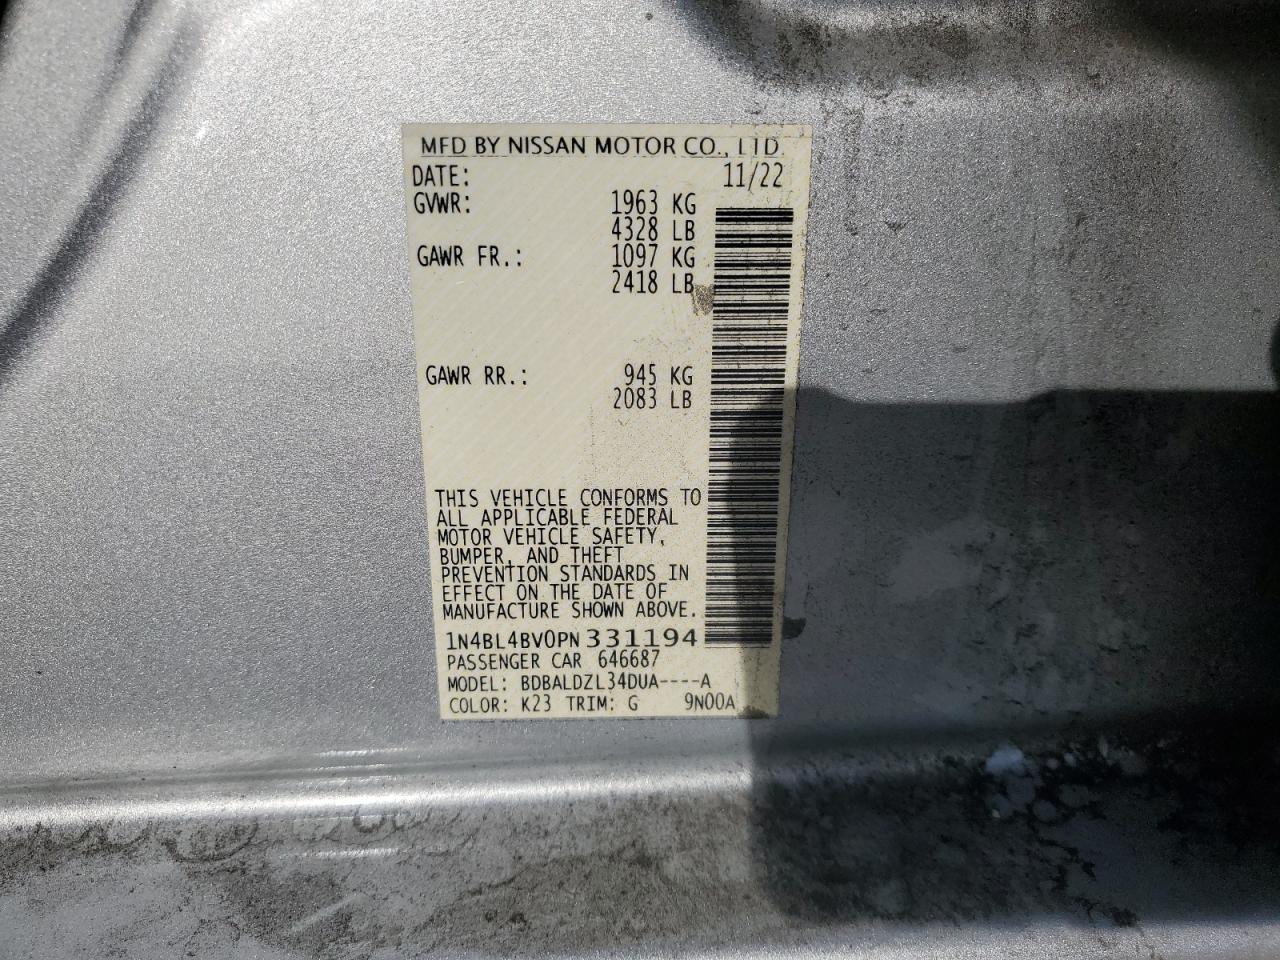 MFD BY NISSAN MOTOR CO., LTD.
DATE: 11/22
GVWR: 1963 KG
4328 LB
GAWR FR.: 1097 KG
2418 LB
GAWR RR.: 945 KG
2083 LB
THIS VEHICLE CONFORMS TO
ALL APPLICABLE FEDERAL
MOTOR VEHICLE SAFETY,
BUMPER, AND THEFT
PREVENTION STANDARDS IN
EFFECT ON THE DATE OF
MANUFACTURE SHOWN ABOVE.
1N4BL4BV0PN331194
PASSENGER CAR 646687
MODEL: BDBALDZL34DUA----A
COLOR: K23 TRIM: G 9N00A